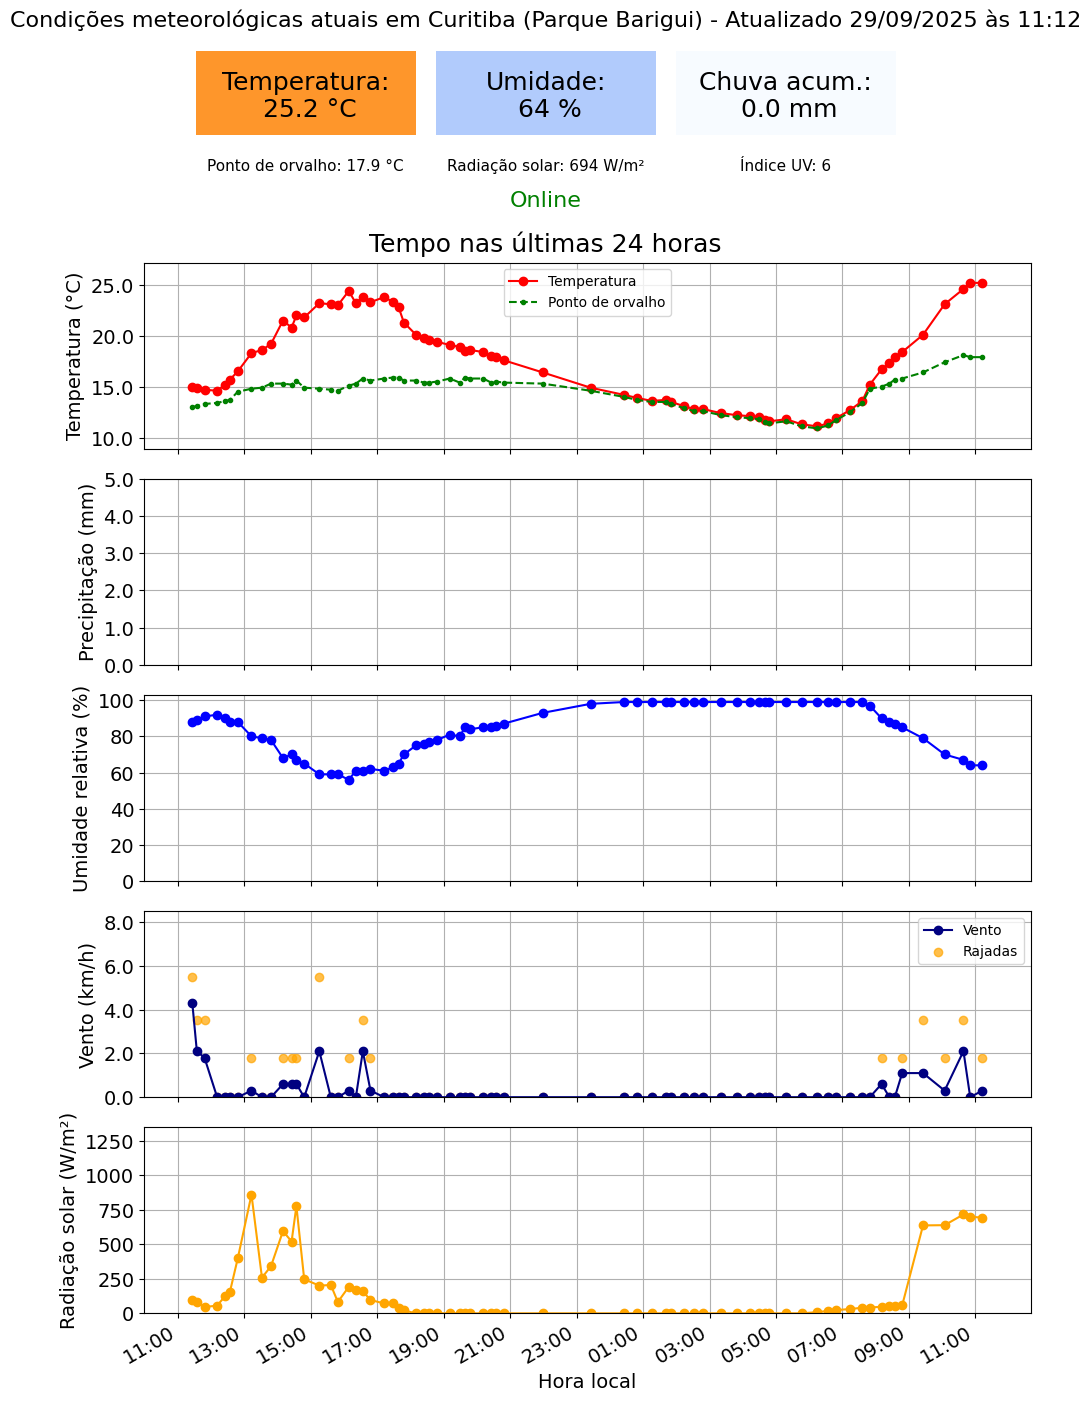 Condições meteorológicas atuais em Curitiba (Parque Barigui) - Atualizado 29/09/2025 às 11:12
Temperatura:
25.2 °C
Umidade:
64 %
Chuva acum.:
0.0 mm
Ponto de orvalho: 17.9 °C
Radiação solar: 694 W/m²
Índice UV: 6
Online
Tempo nas últimas 24 horas
Temperatura (°C)
25.0
20.0
15.0
10.0
Temperatura
Ponto de orvalho
Precipitação (mm)
5.0
4.0
3.0
2.0
1.0
0.0
Umidade relativa (%)
100
80
60
40
20
0
Vento (km/h)
8.0
6.0
4.0
2.0
0.0
Vento
Rajadas
Radiação solar (W/m²)
1250
1000
750
500
250
0
11:00
13:00
15:00
17:00
19:00
21:00
23:00
01:00
03:00
05:00
07:00
09:00
11:00
Hora local